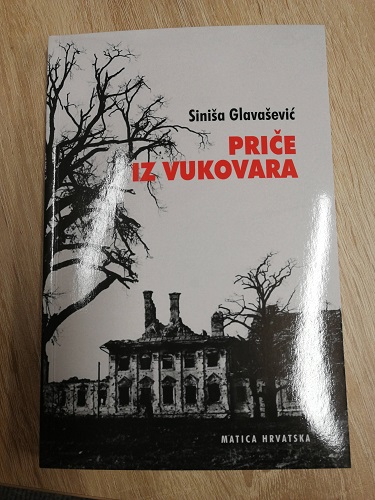 Siniša Glavašević
PRIČE
IZ VUKOVARA
MATICA HRVATSKA